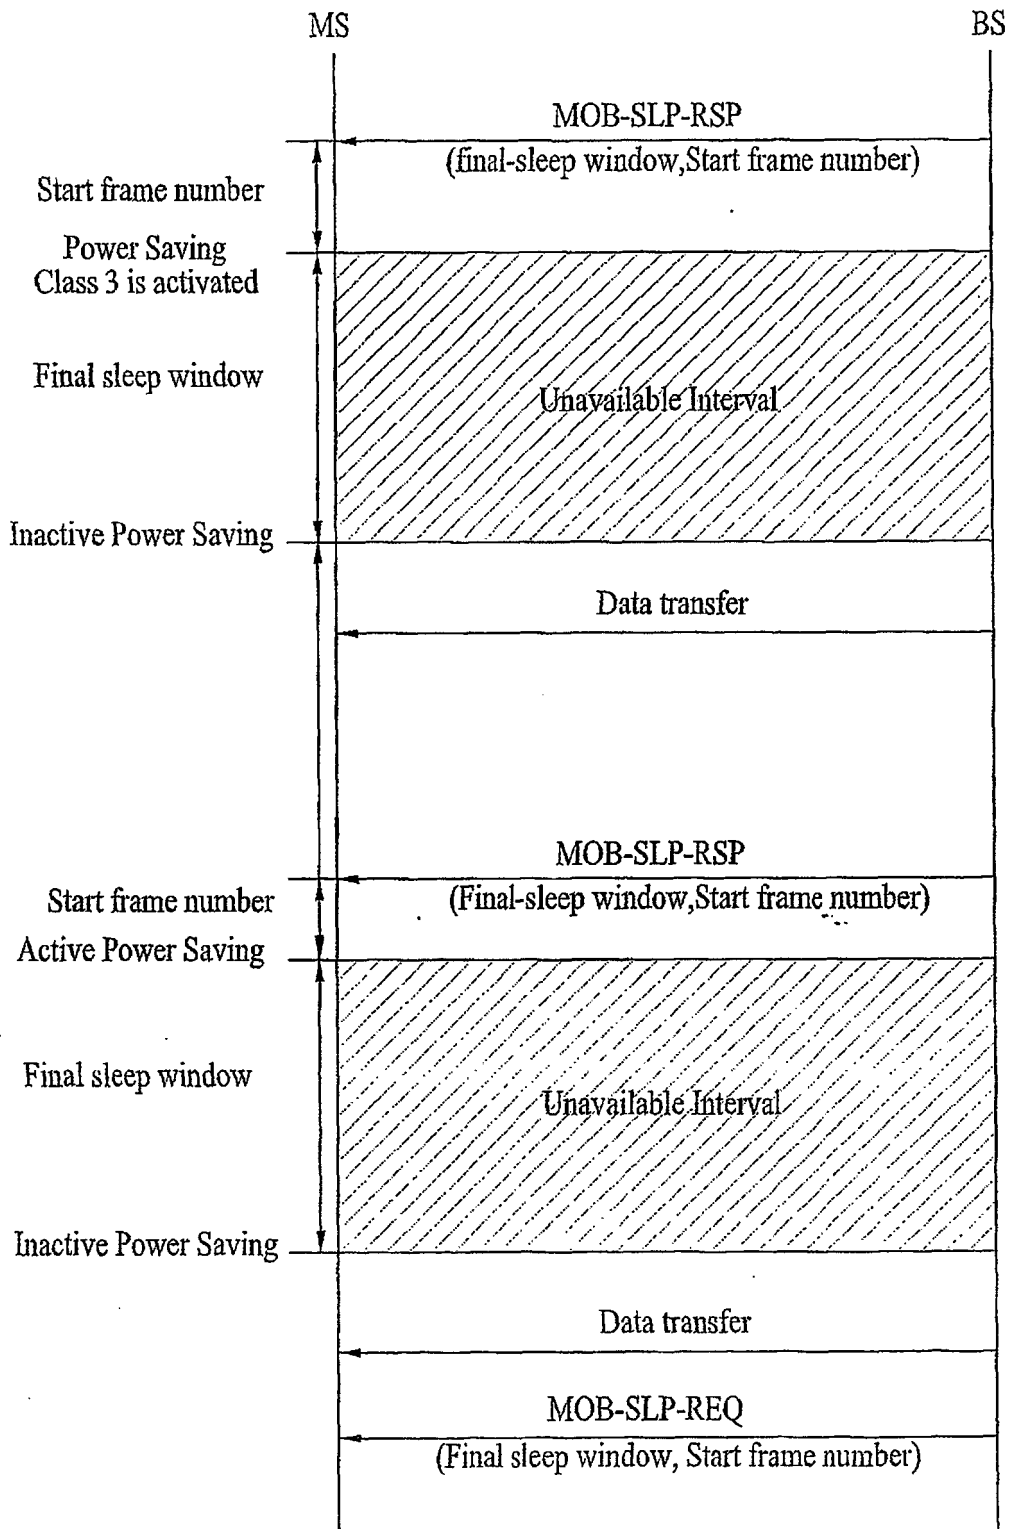 MS
BS
MOB-SLP-RSP
(final-sleep window,Start frame number)
Start frame number
Power Saving
Class 3 is activated
Final sleep window
Unavailable Interval
Inactive Power Saving
Data transfer
MOB-SLP-RSP
(Final-sleep window,Start frame number)
Start frame number
Active Power Saving
Final sleep window
Unavailable Interval
Inactive Power Saving
Data transfer
MOB-SLP-REQ
(Final sleep window, Start frame number)